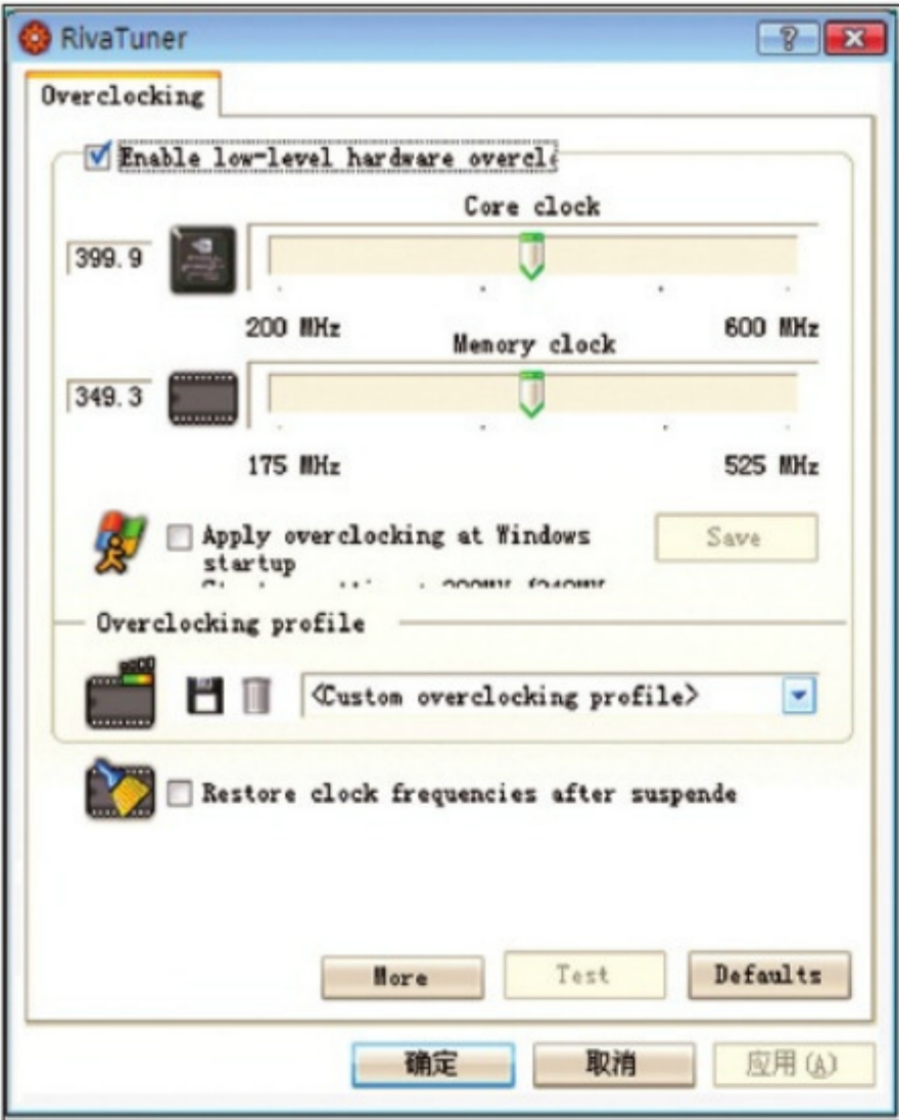 RivaTuner
Overclocking
Enable low-level hardware overcl
Core clock
399.9
200 MHz
600 MHz
Memory clock
349.3
175 MHz
525 MHz
Apply overclocking at Windows
startup
Save
Overclocking profile
<Custom overclocking profile>
Restore clock frequencies after suspende
More
Test
Defaults
确定
取消
应用(A)